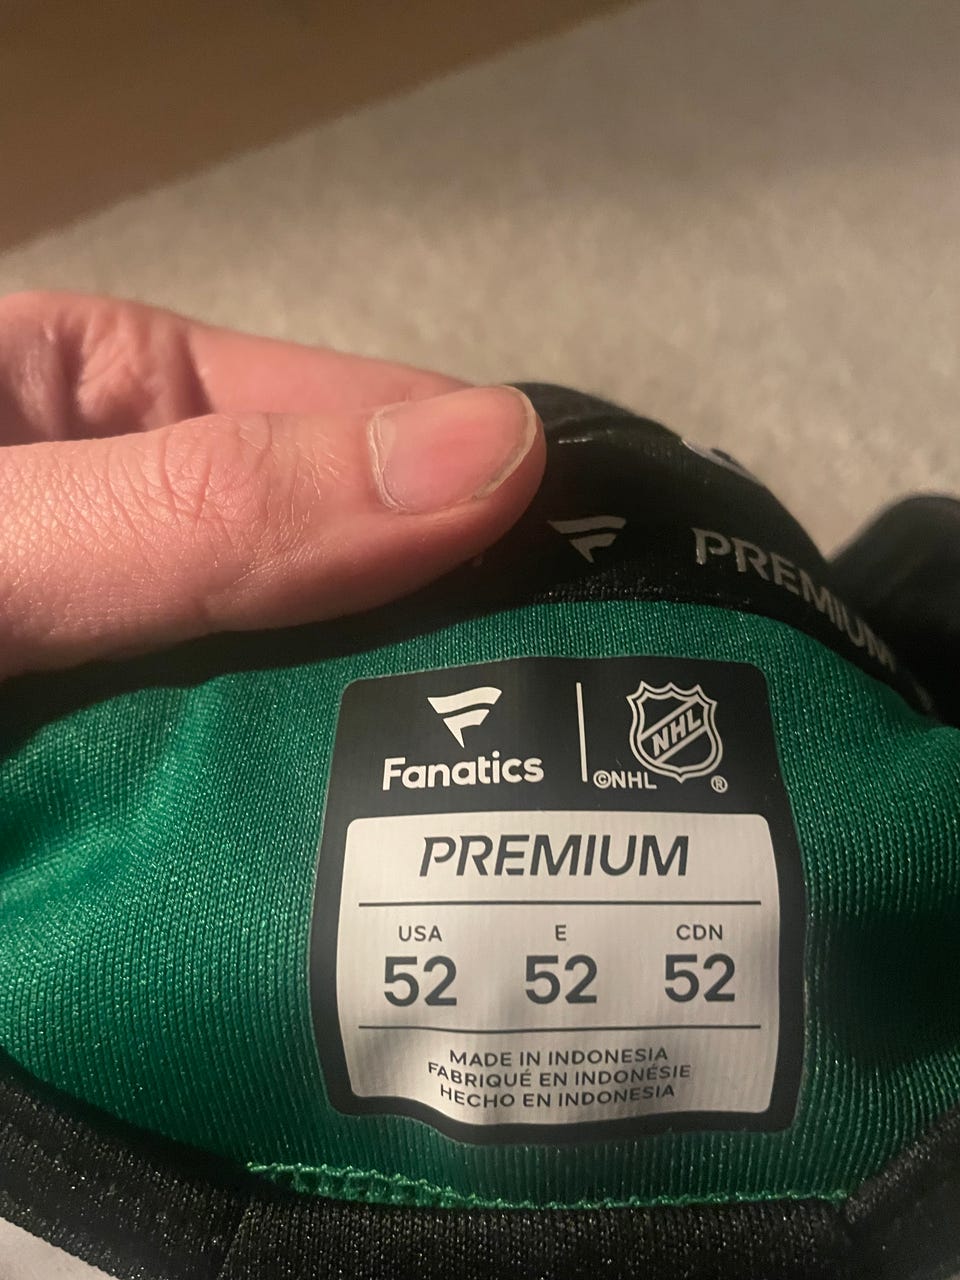 PREMIUM
Fanatics
NHL
©NHL ®
PREMIUM
USA E CDN
52 52 52
MADE IN INDONESIA
FABRIQUÉ EN INDONÉSIE
HECHO EN INDONESIA